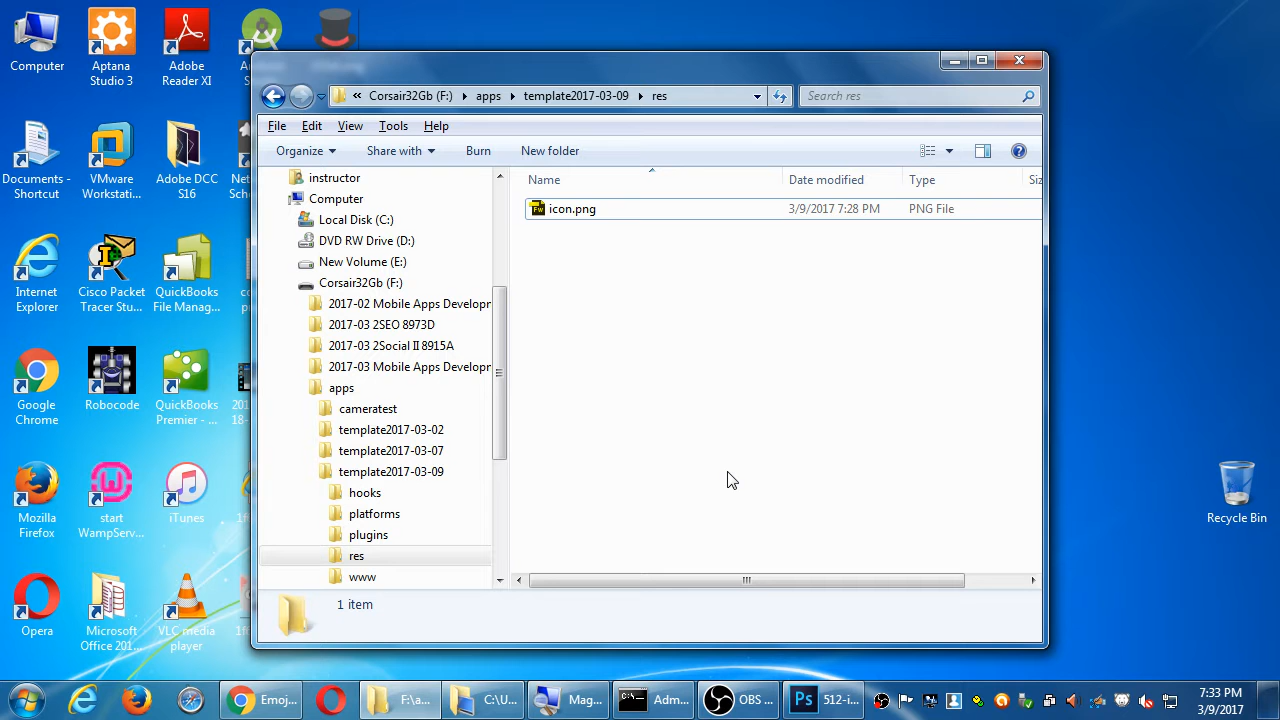 Computer
Aptana
Studio 3
Adobe
Reader XI
Documents -
Shortcut
VMware
Workstati...
Adobe DCC
S16
Internet
Explorer
Cisco Packet
Tracer Stu...
QuickBooks
File Manag...
Google
Chrome
Robocode
QuickBooks
Premier - ...
Mozilla
Firefox
start
WampServ...
iTunes
Opera
Microsoft
Office 201...
VLC media
player
Recycle Bin
« Corsair32Gb (F:) ▸ apps ▸ template2017-03-09 ▸ res
Search res
File Edit View Tools Help
Organize Share with Burn New folder
instructor
Computer
Local Disk (C:)
DVD RW Drive (D:)
New Volume (E:)
Corsair32Gb (F:)
2017-02 Mobile Apps Developr
2017-03 2SEO 8973D
2017-03 2Social II 8915A
2017-03 Mobile Apps Developr
apps
cameratest
template2017-03-02
template2017-03-07
template2017-03-09
hooks
platforms
plugins
res
www
Name Date modified Type Siz
Fw icon.png 3/9/2017 7:28 PM PNG File
1 item
Emoj... F:\a... C:\U... Mag... Adm... OBS ... Ps 512-i...
7:33 PM
3/9/2017